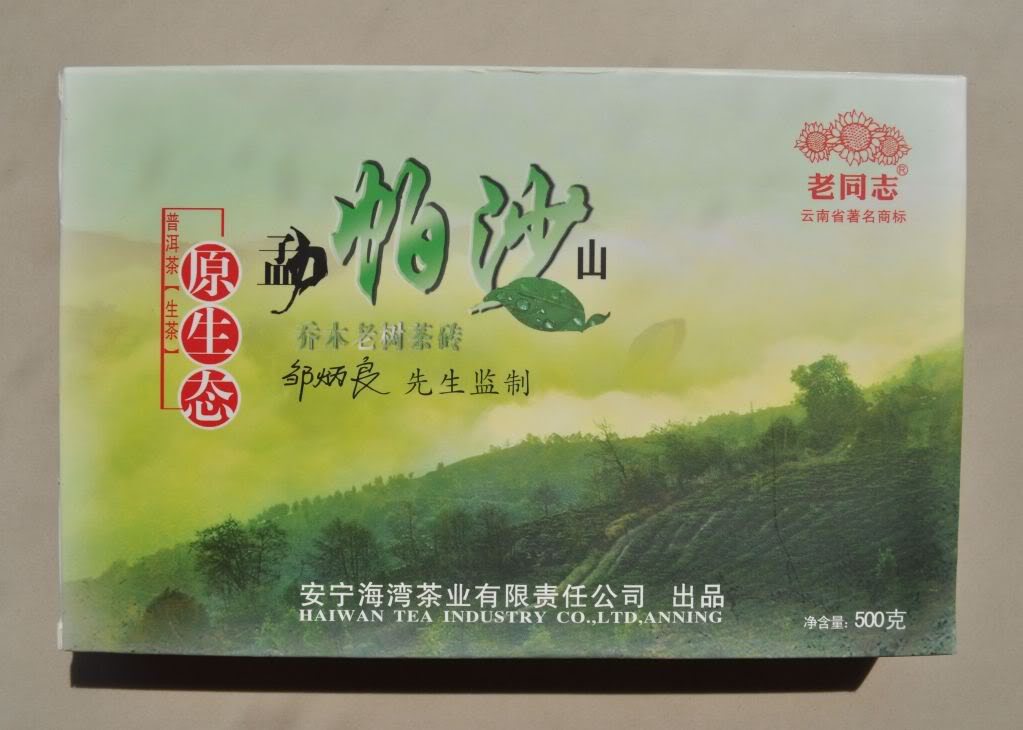 老同志®
云南省著名商标
普洱茶【生茶】
原生态
勐帕沙山
乔木老树茶砖
邹炳良 先生监制
安宁海湾茶业有限责任公司 出品
HAIWAN TEA INDUSTRY CO.,LTD,ANNING
净含量: 500克